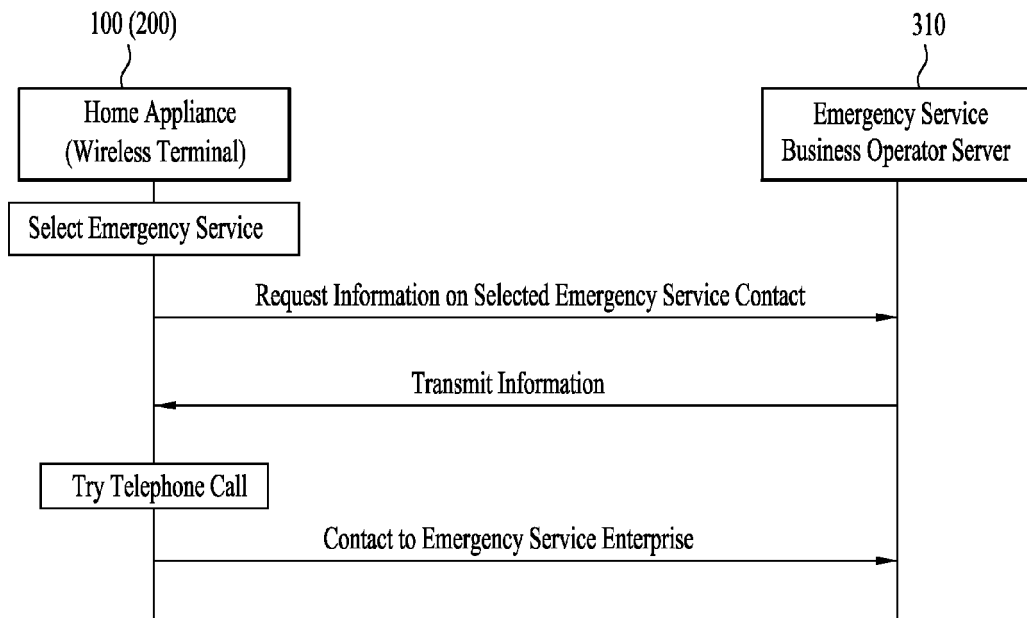 100 (200)
310
Home Appliance
(Wireless Terminal)
Emergency Service
Business Operator Server
Select Emergency Service
Request Information on Selected Emergency Service Contact
Transmit Information
Try Telephone Call
Contact to Emergency Service Enterprise